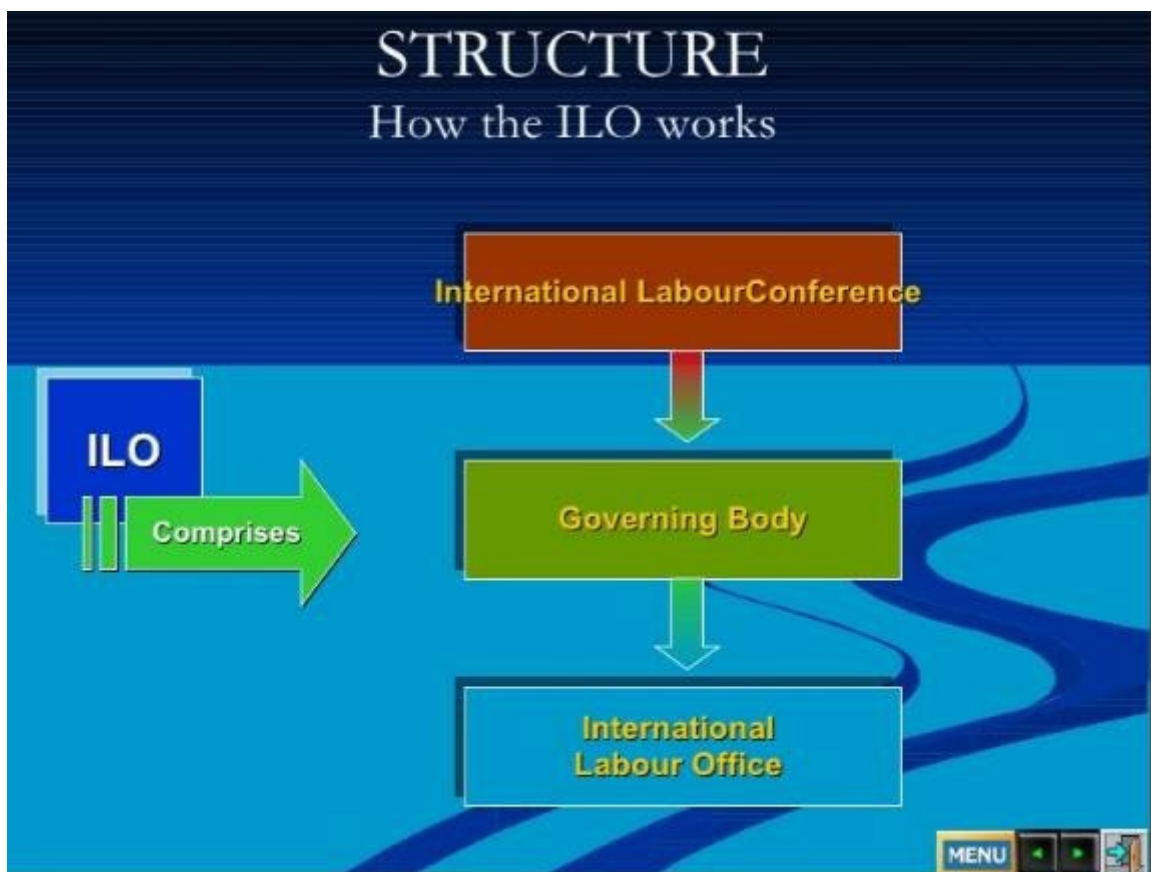 STRUCTURE
How the ILO works
International LabourConference
ILO
Comprises
Governing Body
International
Labour Office
MENU